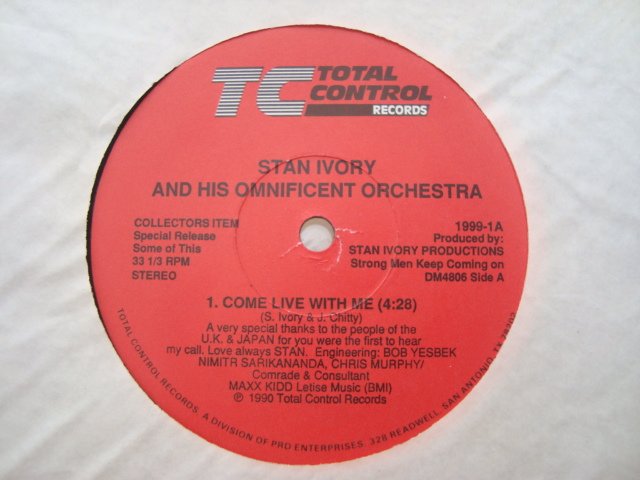 TC TOTAL
CONTROL
RECORDS
STAN IVORY
AND HIS OMNIFICENT ORCHESTRA
COLLECTORS ITEM
Special Release
Some of This
33 1/3 RPM
STEREO
1999-1A
Produced by:
STAN IVORY PRODUCTIONS
Strong Men Keep Coming on
DM4806 Side A
1. COME LIVE WITH ME (4:28)
(S. Ivory & J. Chitty)
A very special thanks to the people of the
U.K. & JAPAN for you were the first to hear
my call. Love always STAN. Engineering: BOB YESBEK
NIMITR SARIKANANDA, CHRIS MURPHY/
Comrade & Consultant
MAXX KIDD Letise Music (BMI)
℗ 1990 Total Control Records
TOTAL CONTROL RECORDS A DIVISION OF PRD ENTERPRISES 328 READWELL SAN ANTONIO, TX